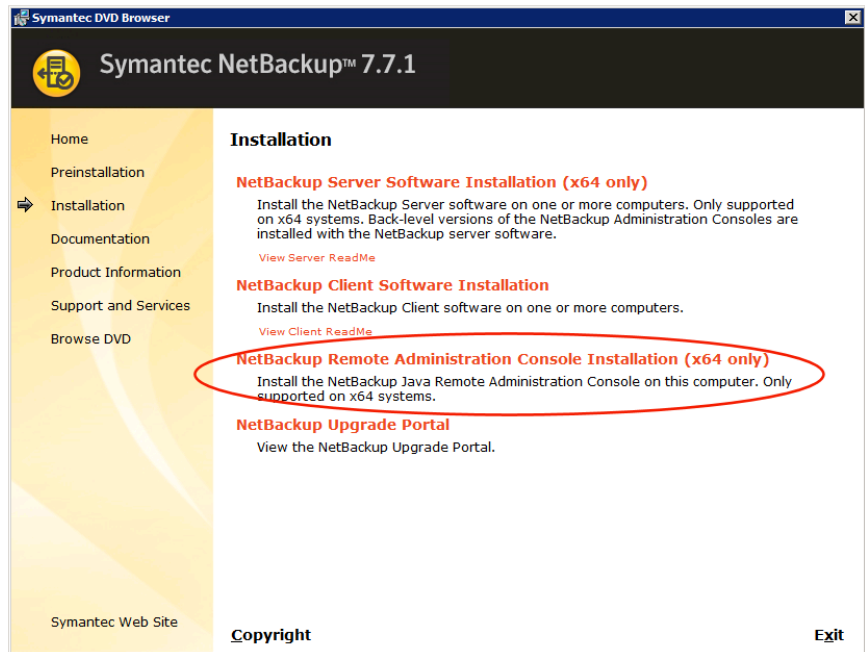 Symantec DVD Browser
Symantec NetBackup™ 7.7.1
Home
Preinstallation
Installation
Documentation
Product Information
Support and Services
Browse DVD
Symantec Web Site
Installation
NetBackup Server Software Installation (x64 only)
Install the NetBackup Server software on one or more computers. Only supported
on x64 systems. Back-level versions of the NetBackup Administration Consoles are
installed with the NetBackup server software.
View Server ReadMe
NetBackup Client Software Installation
Install the NetBackup Client software on one or more computers.
View Client ReadMe
NetBackup Remote Administration Console Installation (x64 only)
Install the NetBackup Java Remote Administration Console on this computer. Only
supported on x64 systems.
NetBackup Upgrade Portal
View the NetBackup Upgrade Portal.
Copyright
Exit